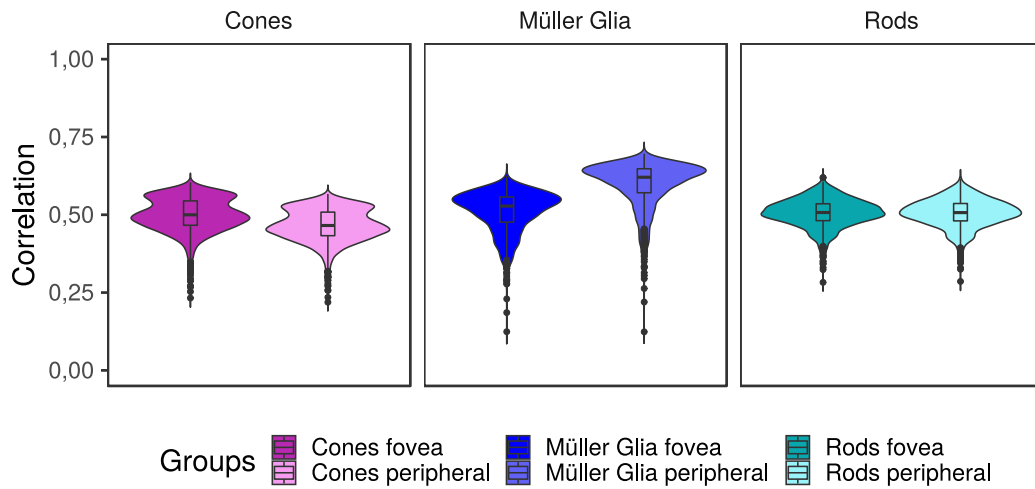 Cones Müller Glia Rods
1,00
0,75
0,50
0,25
0,00
Correlation
Groups
Cones fovea Müller Glia fovea Rods fovea
Cones peripheral Müller Glia peripheral Rods peripheral